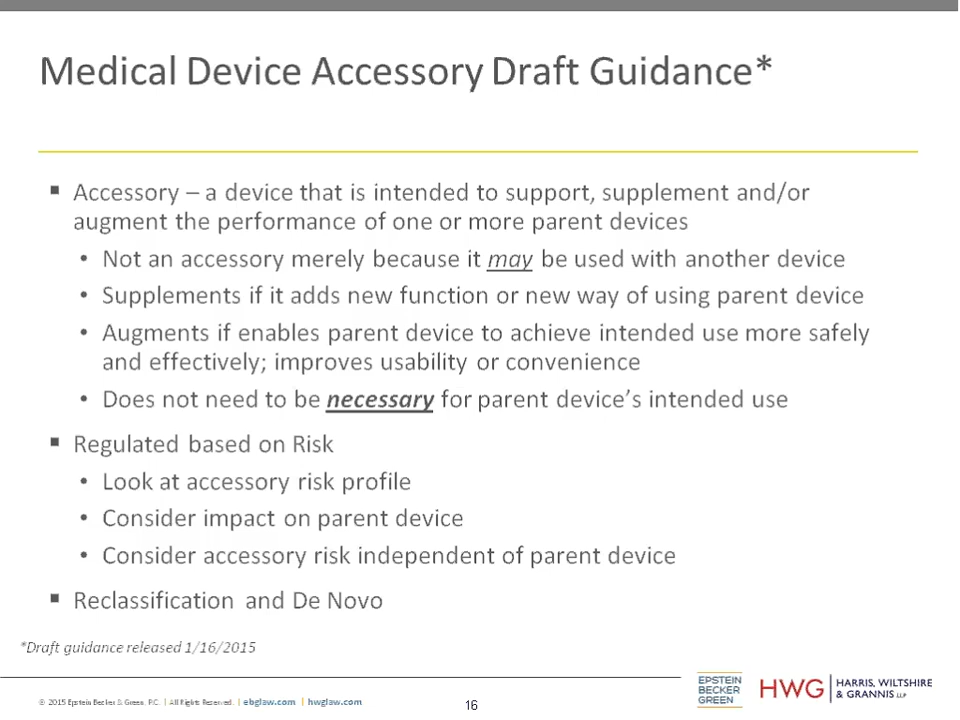 Medical Device Accessory Draft Guidance*
▪ Accessory – a device that is intended to support, supplement and/or
augment the performance of one or more parent devices
• Not an accessory merely because it may be used with another device
• Supplements if it adds new function or new way of using parent device
• Augments if enables parent device to achieve intended use more safely
and effectively; improves usability or convenience
• Does not need to be necessary for parent device's intended use
▪ Regulated based on Risk
• Look at accessory risk profile
• Consider impact on parent device
• Consider accessory risk independent of parent device
▪ Reclassification and De Novo
*Draft guidance released 1/16/2015
© 2015 Epstein Becker & Green, P.C. | All Rights Reserved. | ebglaw.com | hwglaw.com
16
EPSTEIN
BECKER
GREEN
HWG
HARRIS, WILTSHIRE
& GRANNIS LLP